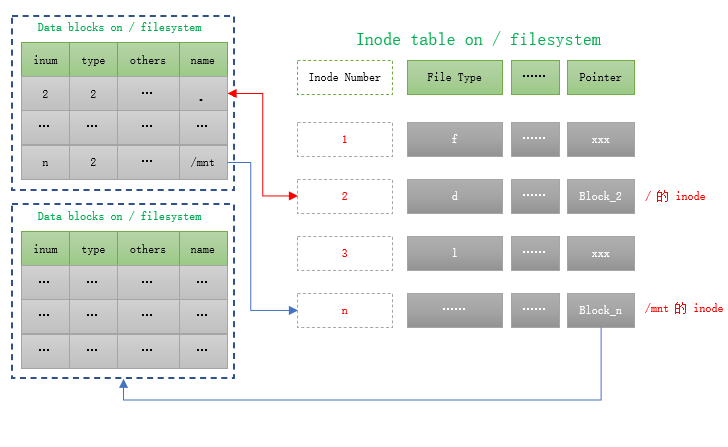 Data blocks on / filesystem
inum type others name
2 2 … .
… … … …
n 2 … /mnt
Data blocks on / filesystem
inum type others name
… … … …
… … … …
… … … …
Inode table on / filesystem
Inode Number File Type …… Pointer
1 f …… xxx
2 d …… Block_2 / 的 inode
3 l …… xxx
n …… …… Block_n /mnt 的 inode